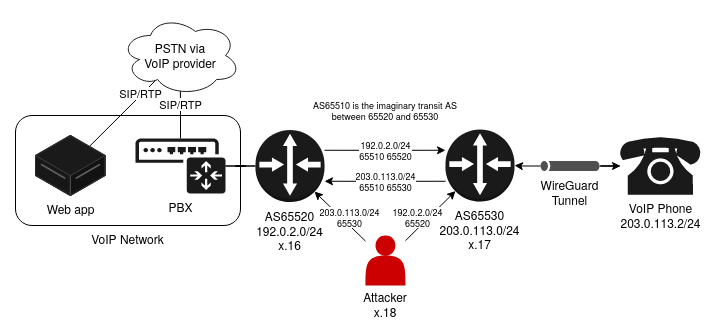 PSTN via
VoIP provider
SIP/RTP
SIP/RTP
AS65510 is the imaginary transit AS
between 65520 and 65530
192.0.2.0/24
65510 65520
203.0.113.0/24
65510 65530
Web app
PBX
VoIP Network
AS65520
192.0.2.0/24
x.16
203.0.113.0/24
65530
192.0.2.0/24
65520
AS65530
203.0.113.0/24
x.17
WireGuard
Tunnel
VoIP Phone
203.0.113.2/24
Attacker
x.18